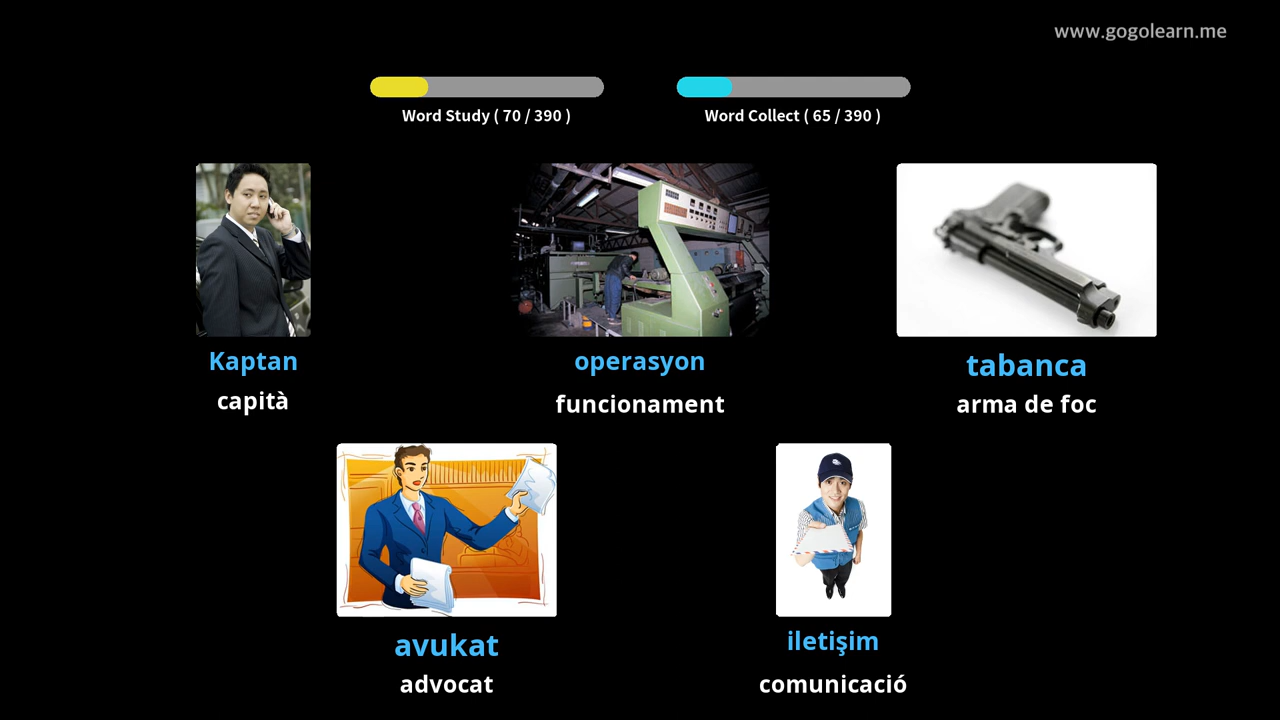 www.gogolearn.me
Word Study ( 70 / 390 )
Word Collect ( 65 / 390 )
Kaptan
capità
operasyon
funcionament
tabanca
arma de foc
avukat
advocat
iletişim
comunicació